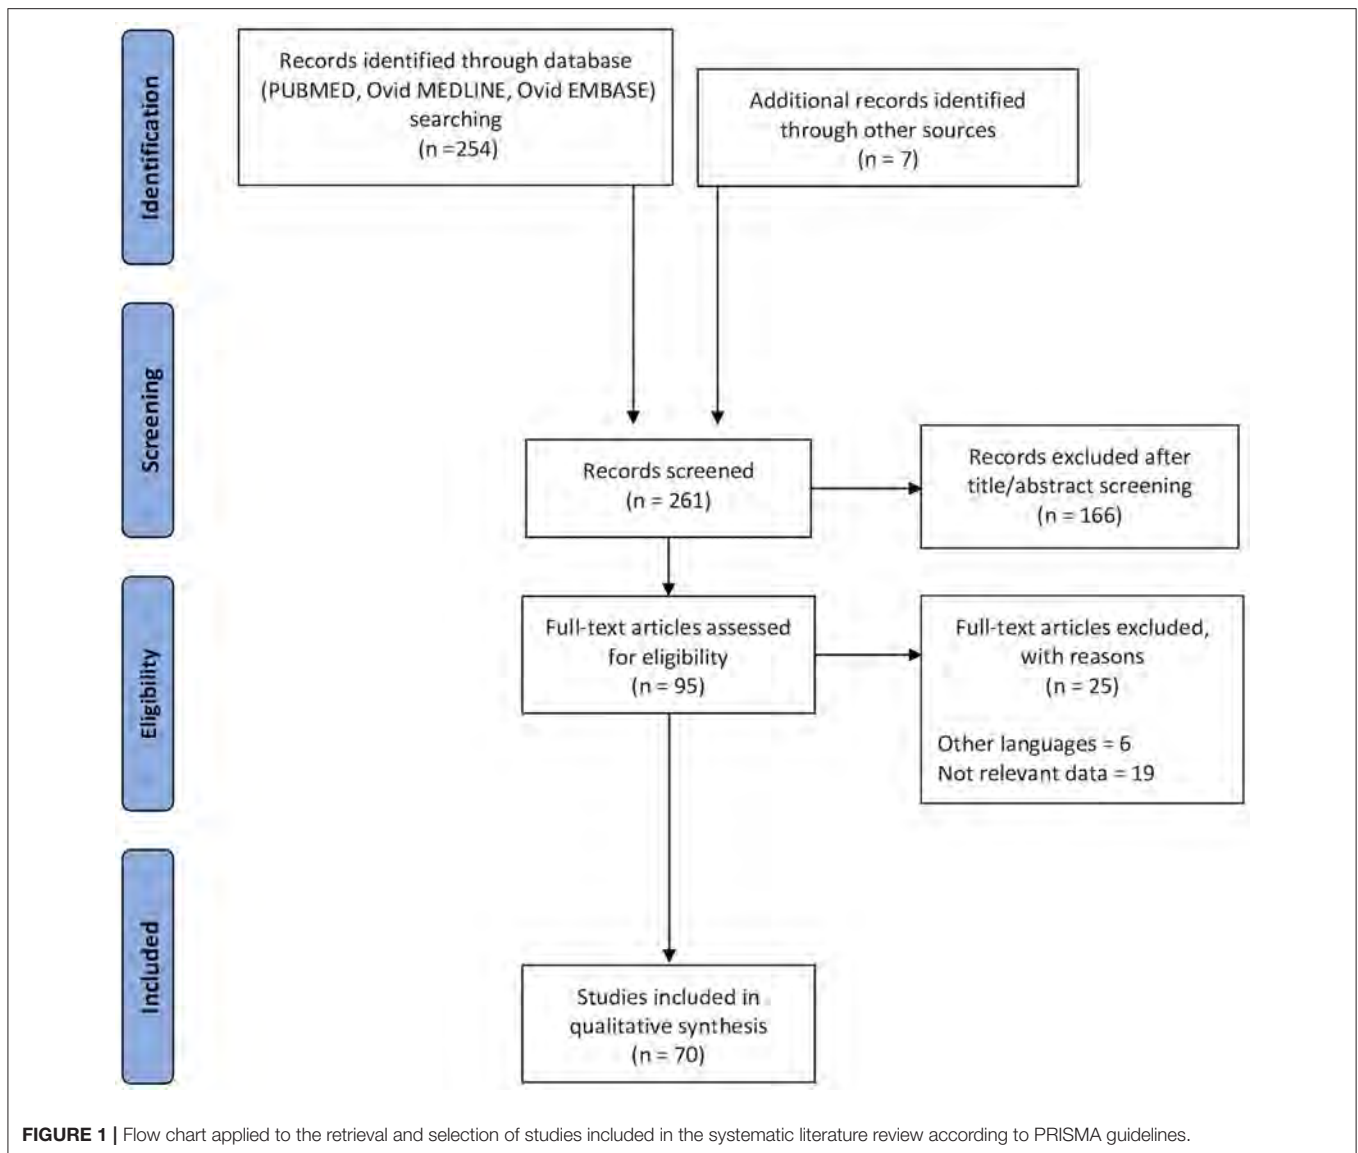 Identification
Records identified through database
(PUBMED, Ovid MEDLINE, Ovid EMBASE)
searching
(n =254)
Additional records identified
through other sources
(n = 7)
Screening
Records screened
(n = 261)
Records excluded after
title/abstract screening
(n = 166)
Eligibility
Full-text articles assessed
for eligibility
(n = 95)
Full-text articles excluded,
with reasons
(n = 25)
Other languages = 6
Not relevant data = 19
Included
Studies included in
qualitative synthesis
(n = 70)
FIGURE 1 | Flow chart applied to the retrieval and selection of studies included in the systematic literature review according to PRISMA guidelines.